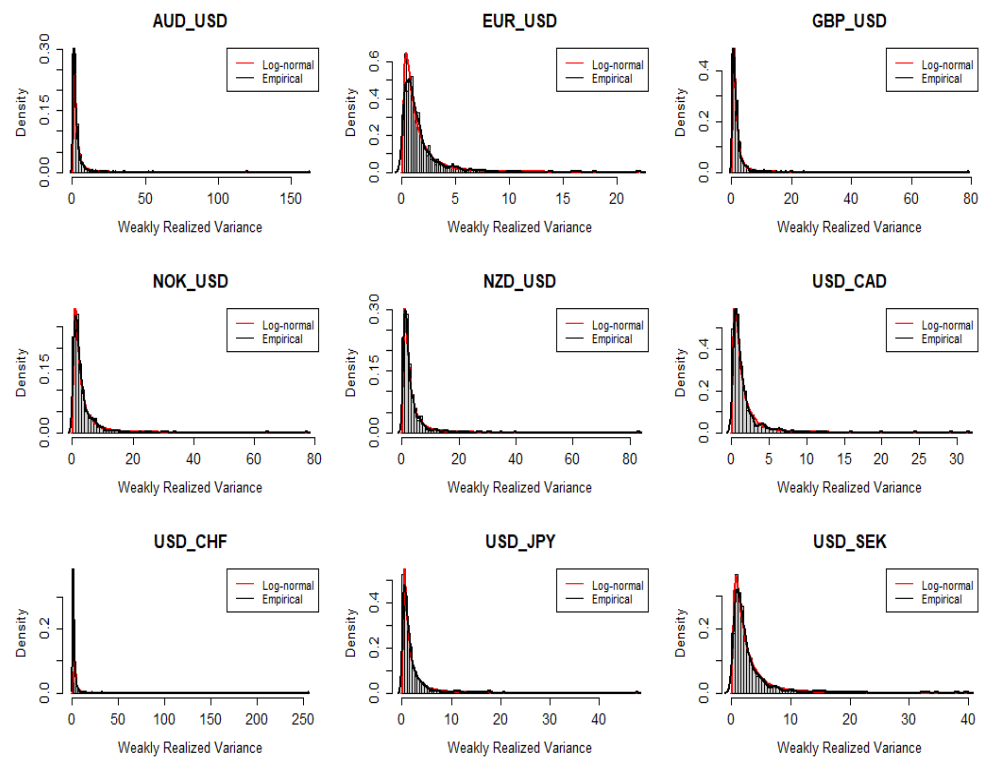 AUD_USD
Density
0.00 0.15 0.30
Log-normal
Empirical
0 50 100 150
Weakly Realized Variance
EUR_USD
Density
0.0 0.2 0.4 0.6
Log-normal
Empirical
0 5 10 15 20
Weakly Realized Variance
GBP_USD
Density
0.0 0.2 0.4
Log-normal
Empirical
0 20 40 60 80
Weakly Realized Variance
NOK_USD
Density
0.00 0.15
Log-normal
Empirical
0 20 40 60 80
Weakly Realized Variance
NZD_USD
Density
0.00 0.15 0.30
Log-normal
Empirical
0 20 40 60 80
Weakly Realized Variance
USD_CAD
Density
0.0 0.2 0.4
Log-normal
Empirical
0 5 10 15 20 25 30
Weakly Realized Variance
USD_CHF
Density
0.0 0.2
Log-normal
Empirical
0 50 100 150 200 250
Weakly Realized Variance
USD_JPY
Density
0.0 0.2 0.4
Log-normal
Empirical
0 10 20 30 40
Weakly Realized Variance
USD_SEK
Density
0.0 0.2
Log-normal
Empirical
0 10 20 30 40
Weakly Realized Variance